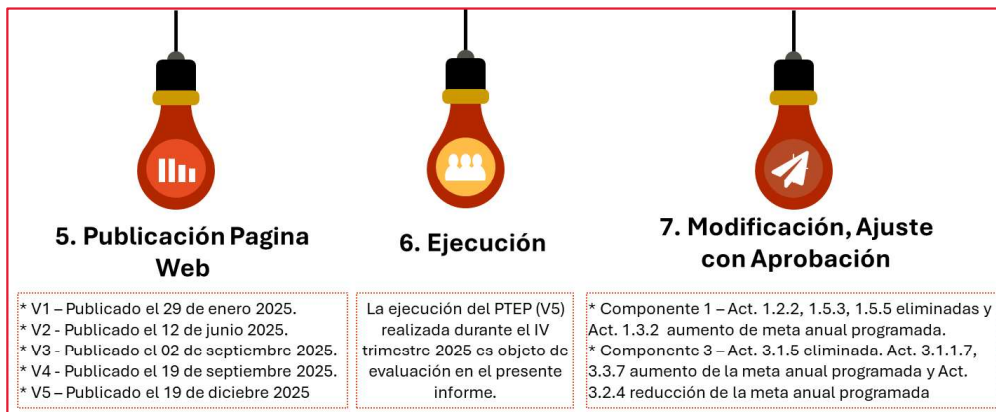 5. Publicación Pagina
Web
* V1 – Publicado el 29 de enero 2025.
* V2 - Publicado el 12 de junio 2025.
* V3 - Publicado el 02 de septiembre 2025.
* V4 - Publicado el 19 de septiembre 2025.
* V5 – Publicado el 19 de diciebre 2025
6. Ejecución
La ejecución del PTEP (V5)
realizada durante el IV
trimestre 2025 es objeto de
evaluación en el presente
informe.
7. Modificación, Ajuste
con Aprobación
* Componente 1 – Act. 1.2.2, 1.5.3, 1.5.5 eliminadas y
Act. 1.3.2 aumento de meta anual programada.
* Componente 3 – Act. 3.1.5 eliminada. Act. 3.1.1.7,
3.3.7 aumento de la meta anual programada y Act.
3.2.4 reducción de la meta anual programada